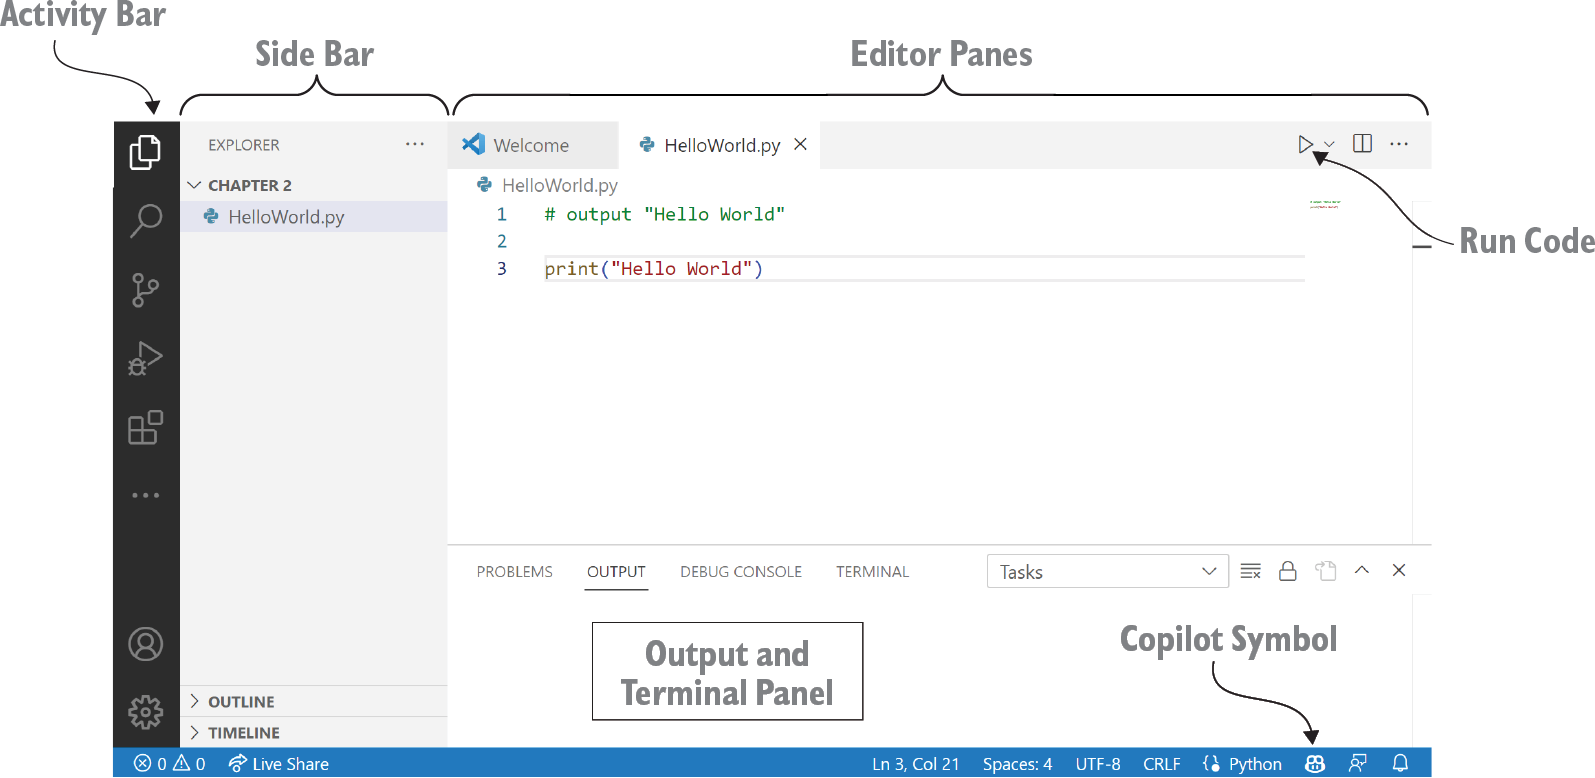 Activity Bar
Side Bar
Editor Panes
EXPLORER
Welcome
HelloWorld.py
CHAPTER 2
HelloWorld.py
HelloWorld.py
1 # output "Hello World"
2
3 print("Hello World")
Run Code
PROBLEMS OUTPUT DEBUG CONSOLE TERMINAL Tasks
Output and
Terminal Panel
Copilot Symbol
OUTLINE
TIMELINE
0 0 Live Share Ln 3, Col 21 Spaces: 4 UTF-8 CRLF Python